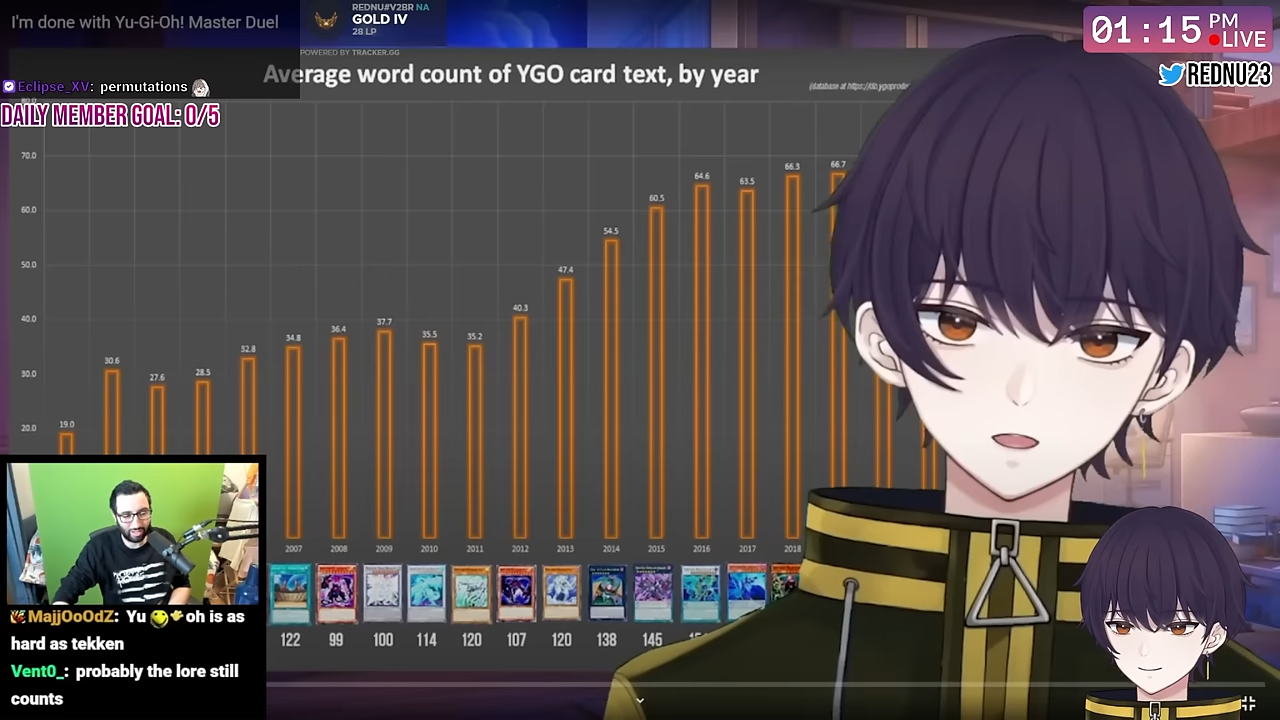 I'm done with Yu-Gi-Oh! Master Duel
REDNU#V2BR NA
GOLD IV
28 LP
POWERED BY TRACKER.GG
01:15 PM
LIVE
REDNU23
Average word count of YGO card text, by year
Eclipse_XV: permutations
DAILY MEMBER GOAL: 0/5
70.0
60.0
50.0
40.0
30.0
20.0
19.0
30.6
27.6
28.5
32.8
34.8
36.4
37.7
35.5
35.2
40.3
47.4
54.5
60.5
64.6
63.5
66.3
66.7
2007 2008 2009 2010 2011 2012 2013 2014 2015 2016 2017 2018
122 99 100 114 120 107 120 138 145
MajjOoOdZ: Yu oh is as
hard as tekken
Vent0_: probably the lore still
counts